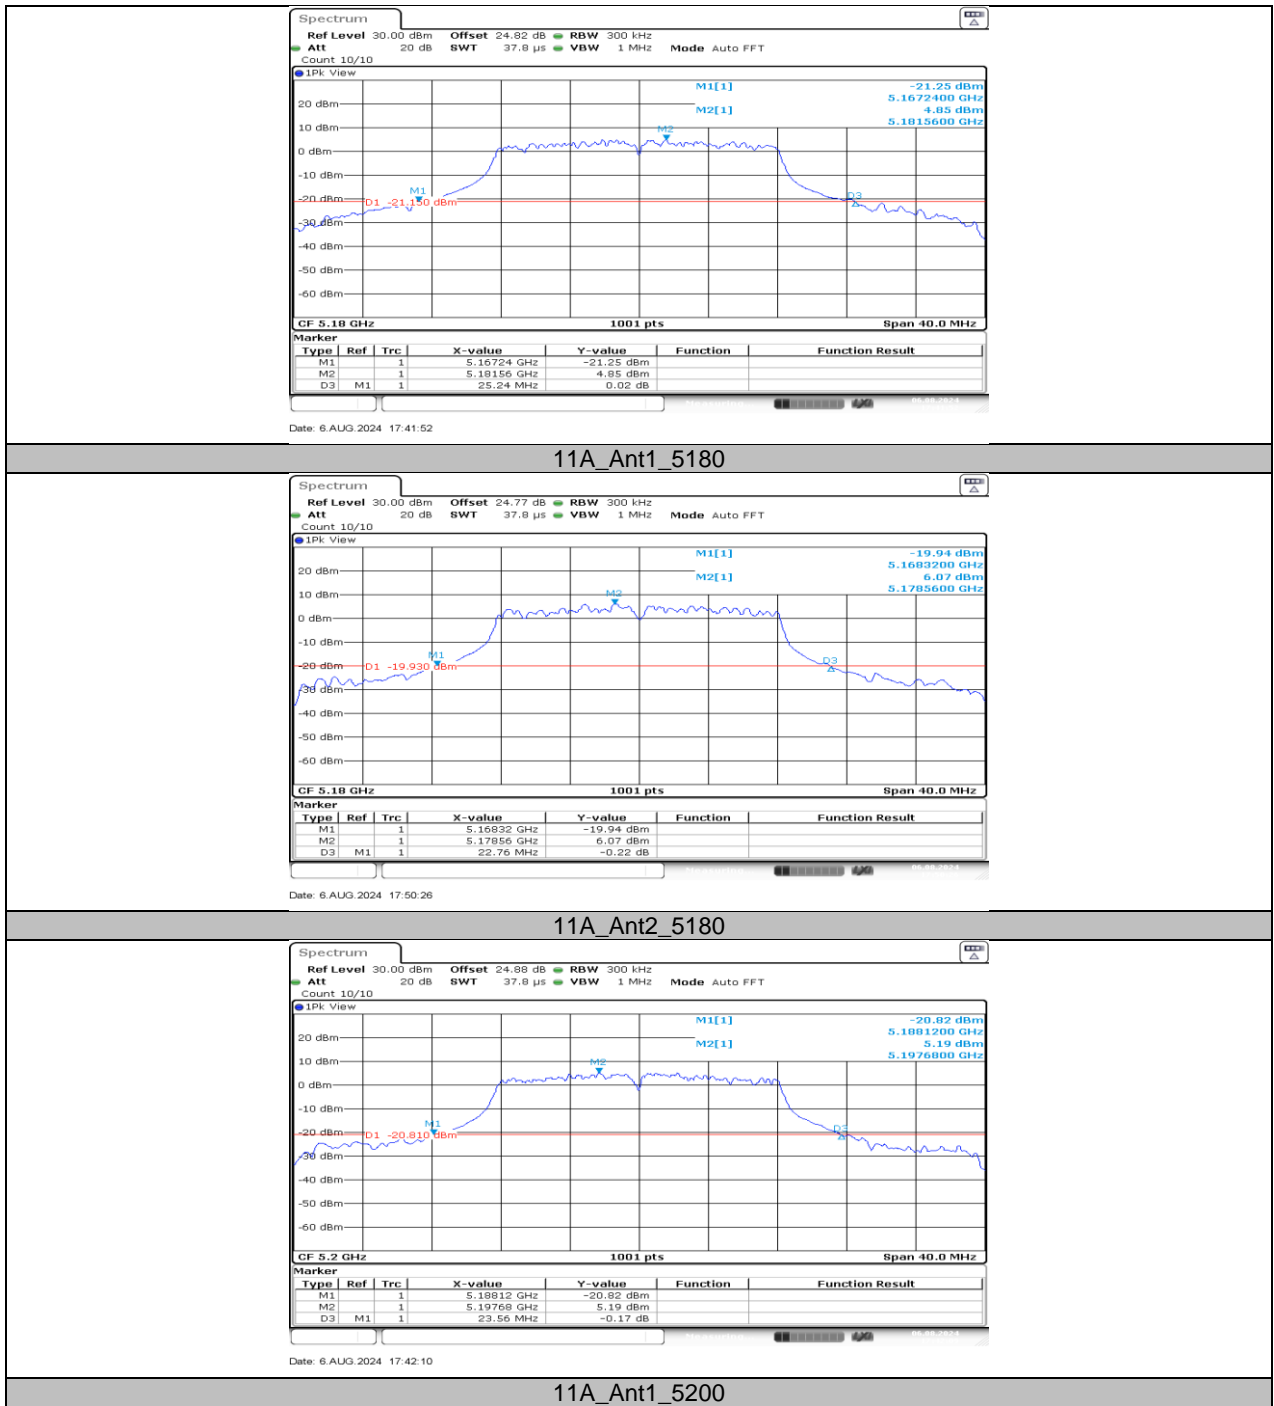 Spectrum
Ref Level 30.00 dBm Offset 24.82 dB RBW 300 kHz
Att 20 dB SWT 37.8 µs VBW 1 MHz Mode Auto FFT
Count 10/10
1Pk View
M1[1] -21.25 dBm
5.1672400 GHz
M2[1] 4.85 dBm
5.1815600 GHz
20 dBm
10 dBm
M2
0 dBm
-10 dBm
M1
-20 dBm
D1 -21.150 dBm
D3
-30 dBm
-40 dBm
-50 dBm
-60 dBm
CF 5.18 GHz 1001 pts Span 40.0 MHz
Marker
Type Ref Trc X-value Y-value Function Function Result
M1 1 5.16724 GHz -21.25 dBm
M2 1 5.18156 GHz 4.85 dBm
D3 M1 1 25.24 MHz 0.02 dB
Date: 6.AUG.2024 17:41:52
11A_Ant1_5180
Spectrum
Ref Level 30.00 dBm Offset 24.77 dB RBW 300 kHz
Att 20 dB SWT 37.8 µs VBW 1 MHz Mode Auto FFT
Count 10/10
1Pk View
M1[1] -19.94 dBm
5.1683200 GHz
M2[1] 6.07 dBm
5.1785600 GHz
20 dBm
10 dBm
M2
0 dBm
-10 dBm
M1
-20 dBm
D1 -19.930 dBm
D3
-30 dBm
-40 dBm
-50 dBm
-60 dBm
CF 5.18 GHz 1001 pts Span 40.0 MHz
Marker
Type Ref Trc X-value Y-value Function Function Result
M1 1 5.16832 GHz -19.94 dBm
M2 1 5.17856 GHz 6.07 dBm
D3 M1 1 22.76 MHz -0.22 dB
Date: 6.AUG.2024 17:50:26
11A_Ant2_5180
Spectrum
Ref Level 30.00 dBm Offset 24.88 dB RBW 300 kHz
Att 20 dB SWT 37.8 µs VBW 1 MHz Mode Auto FFT
Count 10/10
1Pk View
M1[1] -20.82 dBm
5.1881200 GHz
M2[1] 5.19 dBm
5.1976800 GHz
20 dBm
10 dBm
M2
0 dBm
-10 dBm
M1
-20 dBm
D1 -20.810 dBm
D3
-30 dBm
-40 dBm
-50 dBm
-60 dBm
CF 5.2 GHz 1001 pts Span 40.0 MHz
Marker
Type Ref Trc X-value Y-value Function Function Result
M1 1 5.18812 GHz -20.82 dBm
M2 1 5.19768 GHz 5.19 dBm
D3 M1 1 23.56 MHz -0.17 dB
Date: 6.AUG.2024 17:42:10
11A_Ant1_5200